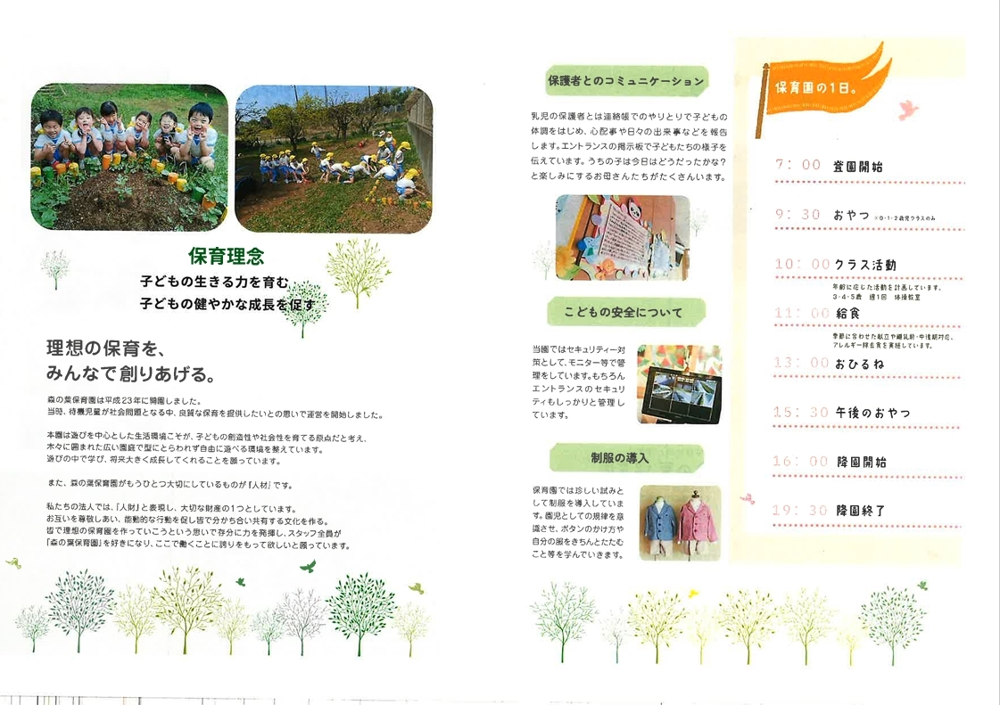 保育理念
子どもの生きる力を育む
子どもの健やかな成長を促す
理想の保育を、
みんなで創りあげる。
森の葉保育園は平成23年に開園しました。
当時、待機児童が社会問題となる中、良質な保育を提供したいとの思いで運営を開始しました。
本園は遊びを中心とした生活環境こそが、子どもの創造性や社会性を育てる原点だと考え、
木々に囲まれた広い園庭で型にとらわれず自由に遊べる環境を整えています。
遊びの中で学び、将来大きく成長してくれることを願っています。
また、森の葉保育園がもうひとつ大切にしているものが「人材」です。
私たちの法人では、「人財」と表現し、大切な財産の1つとしています。
お互いを尊敬しあい、能動的な行動を促し皆で分かち合い共有する文化を作る。
皆で理想の保育園を作っていこうという思いで存分に力を発揮し、スタッフ全員が
「森の葉保育園」を好きになり、ここで働くことに誇りをもって欲しいと願っています。
保護者とのコミュニケーション
乳児の保護者とは連絡帳でのやりとりで子どもの
体調をはじめ、心配事や日々の出来事などを報告
します。エントランスの掲示板で子どもたちの様子を
伝えています。うちの子は今日はどうだったかな?
と楽しみにするお母さんたちがたくさんいます。
こどもの安全について
当園ではセキュリティー対
策として、モニター等で管
理をしています。もちろん
エントランスのセキュリ
ティもしっかりと管理し
ています。
制服の導入
保育園では珍しい試みと
して制服を導入していま
す。園児としての規律を意
識させ、ボタンのかけ方や
自分の服をきちんとたたむ
こと等を学んでいきます。
保育園の1日。
7:00 登園開始
9:30 おやつ ※0・1・2歳児クラスのみ
10:00 クラス活動
年齢に応じた活動を計画しています。
3・4・5歳 週1回 体操教室
11:00 給食
季節に合わせた献立や離乳前・中後期対応、
アレルギー除去食を実施しています。
13:00 おひるね
15:30 午後のおやつ
16:00 降園開始
19:30 降園終了